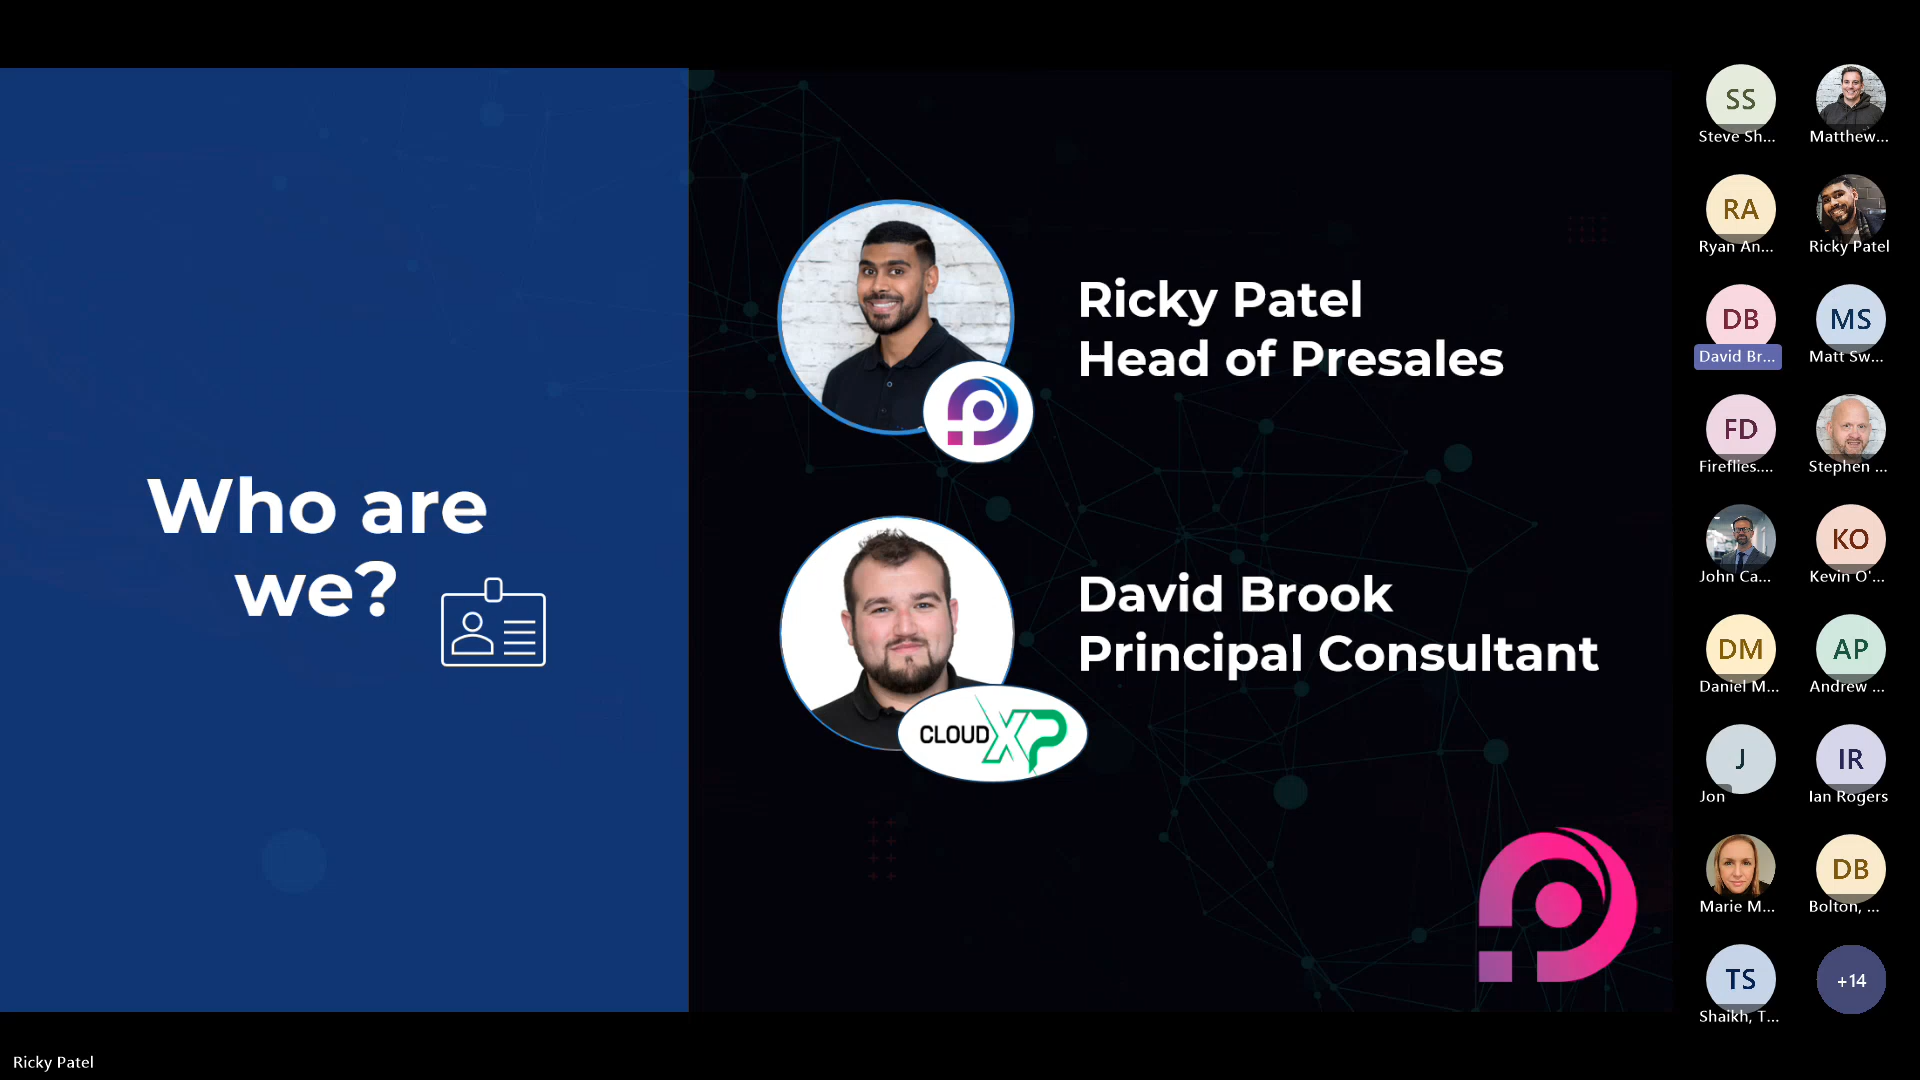 Who are
we?
Ricky Patel
Head of Presales
David Brook
Principal Consultant
CLOUD XP
SS
Steve Sh...
Matthew...
RA
Ryan An...
Ricky Patel
DB
David Br...
MS
Matt Sw...
FD
Fireflies....
Stephen ...
John Ca...
KO
Kevin O'...
DM
Daniel M...
AP
Andrew ...
J
Jon
IR
Ian Rogers
Marie M...
DB
Bolton, ...
TS
Shaikh, T...
+14
Ricky Patel